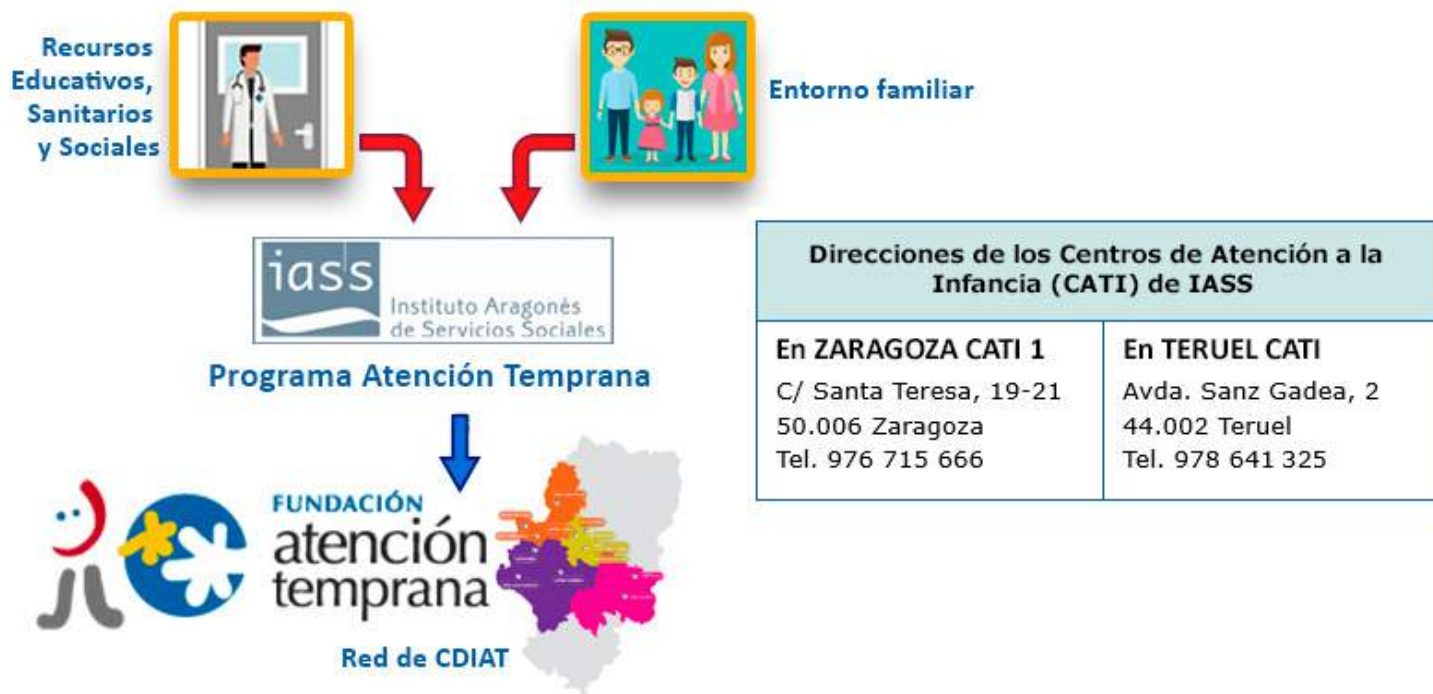 Recursos
Educativos,
Sanitarios
y Sociales
Entorno familiar
iass
Instituto Aragonés
de Servicios Sociales
Programa Atención Temprana
FUNDACIÓN
atención
temprana
Red de CDIAT
Direcciones de los Centros de Atención a la
Infancia (CATI) de IASS
En ZARAGOZA CATI 1
C/ Santa Teresa, 19-21
50.006 Zaragoza
Tel. 976 715 666
En TERUEL CATI
Avda. Sanz Gadea, 2
44.002 Teruel
Tel. 978 641 325